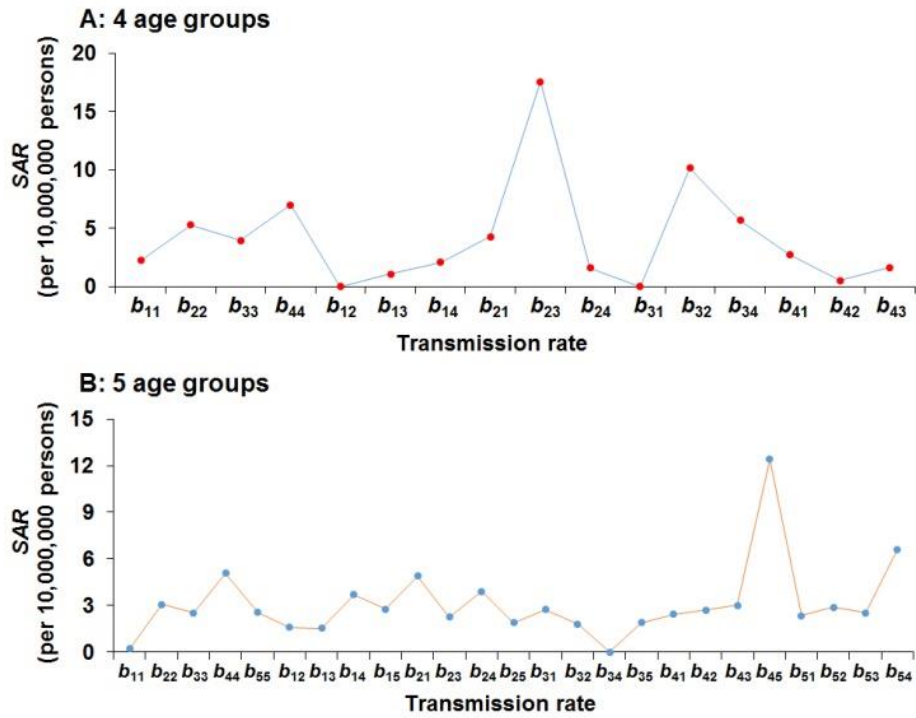 A: 4 age groups
SAR
(per 10,000,000 persons)
20
15
10
5
0
b11 b22 b33 b44 b12 b13 b14 b21 b23 b24 b31 b32 b34 b41 b42 b43
Transmission rate
B: 5 age groups
SAR
(per 10,000,000 persons)
15
12
9
6
3
0
b11 b22 b33 b44 b55 b12 b13 b14 b15 b21 b23 b24 b25 b31 b32 b34 b35 b41 b42 b43 b45 b51 b52 b53 b54
Transmission rate